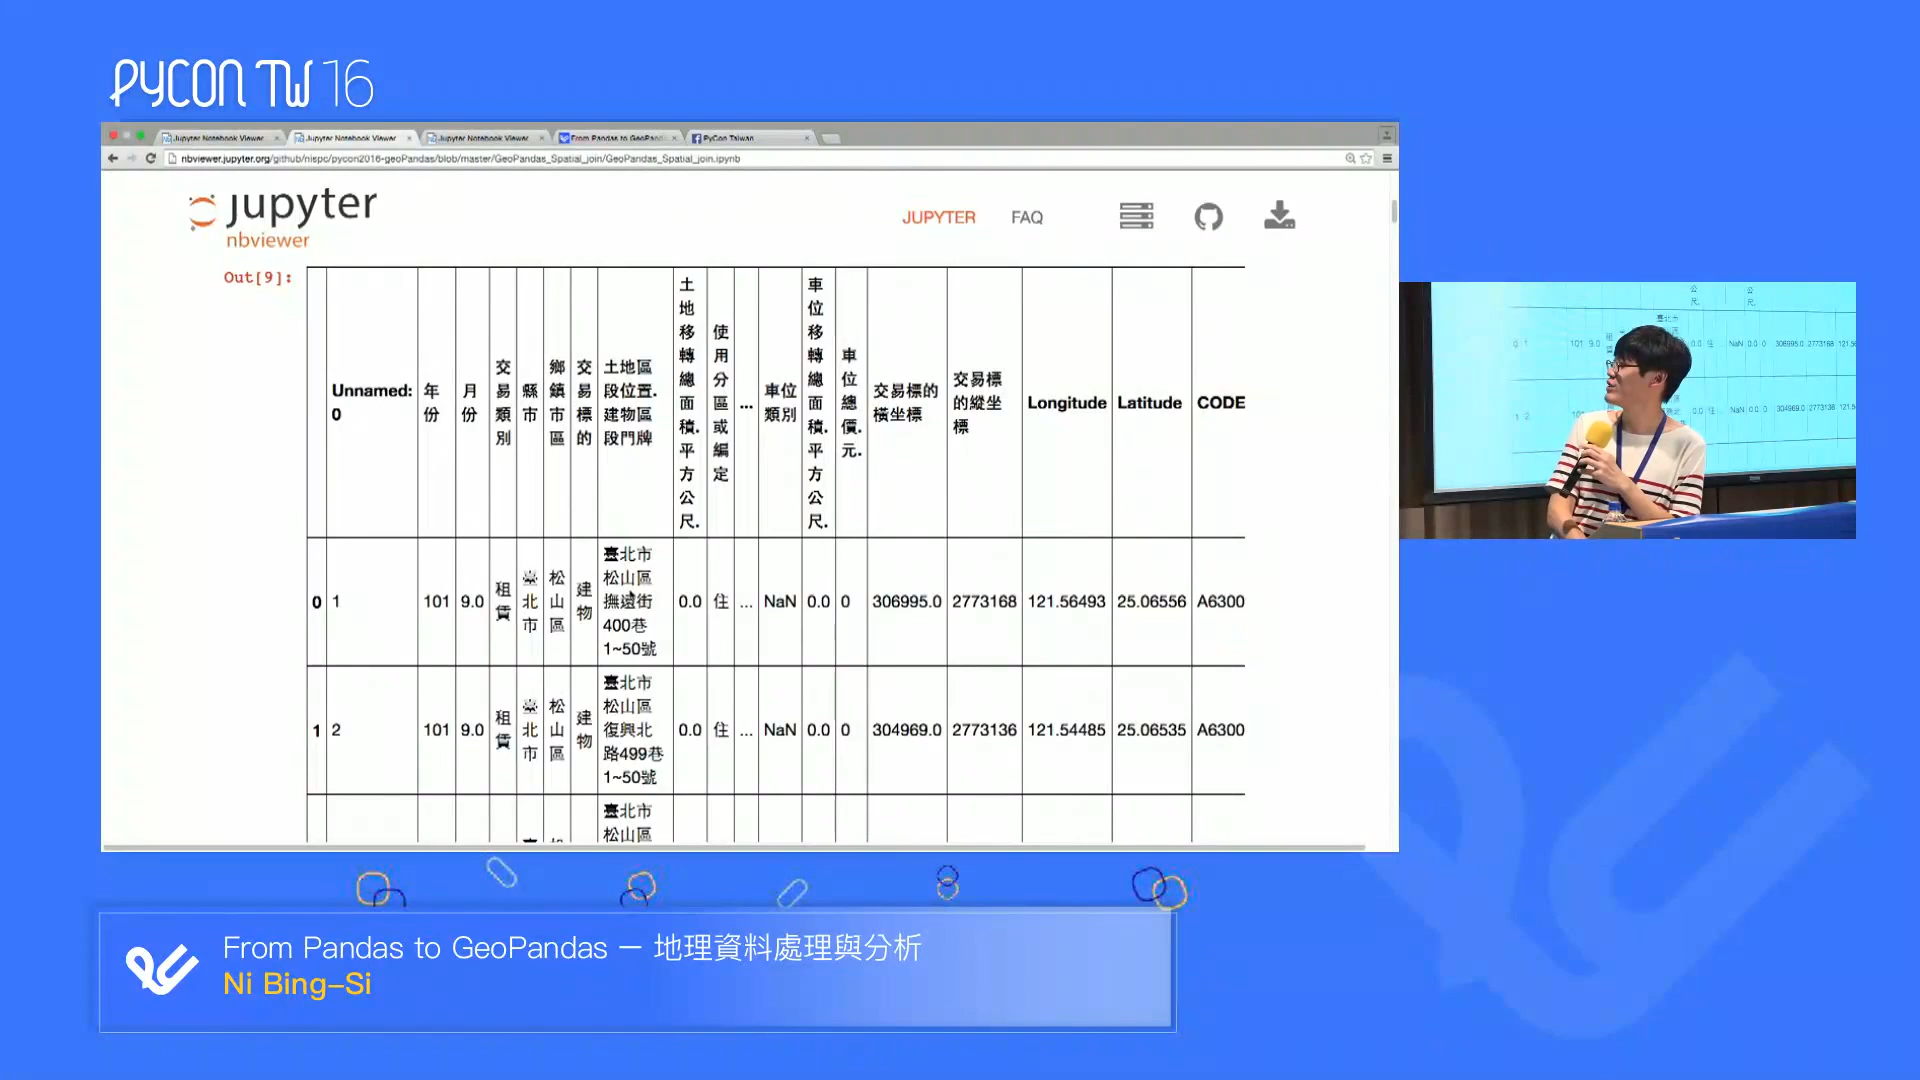 PYCON TW 16
Jupyter Notebook Viewer
Jupyter Notebook Viewer
Jupyter Notebook Viewer
From Pandas to GeoPand
PyCon Taiwan
nbviewer.jupyter.org/github/nispc/pycon2016-geoPandas/blob/master/GeoPandas_Spatial_join/GeoPandas_Spatial_join.ipynb
jupyter
nbviewer
JUPYTER FAQ
Out[9]:
Unnamed: 0 年份 月份 交易類別 縣市 鄉鎮市區 交易標的 土地區段位置.建物區段門牌 土地移轉總面積.平方公尺. 使用分區或編定 ... 車位類別 車位移轉總面積.平方公尺. 車位總價.元. 交易標的橫坐標 交易標的縱坐標 Longitude Latitude CODE
0 1 101 9.0 租賃 臺北市 松山區 建物 臺北市松山區撫遠街400巷1~50號 0.0 住 ... NaN 0.0 0 306995.0 2773168 121.56493 25.06556 A6300
1 2 101 9.0 租賃 臺北市 松山區 建物 臺北市松山區復興北路499巷1~50號 0.0 住 ... NaN 0.0 0 304969.0 2773136 121.54485 25.06535 A6300
臺北市
松山區
From Pandas to GeoPandas — 地理資料處理與分析
Ni Bing-Si